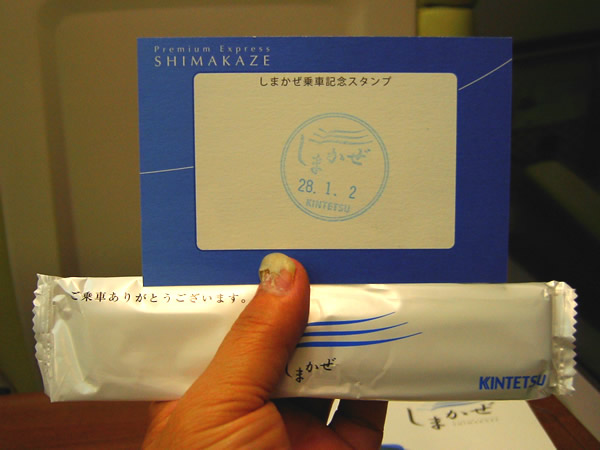 Premium Express
SHIMAKAZE
しまかぜ乗車記念スタンプ
しまかぜ
28. 1. 2
KINTETSU
ご乗車ありがとうございます。
しまかぜ
KINTETSU
しまかぜ